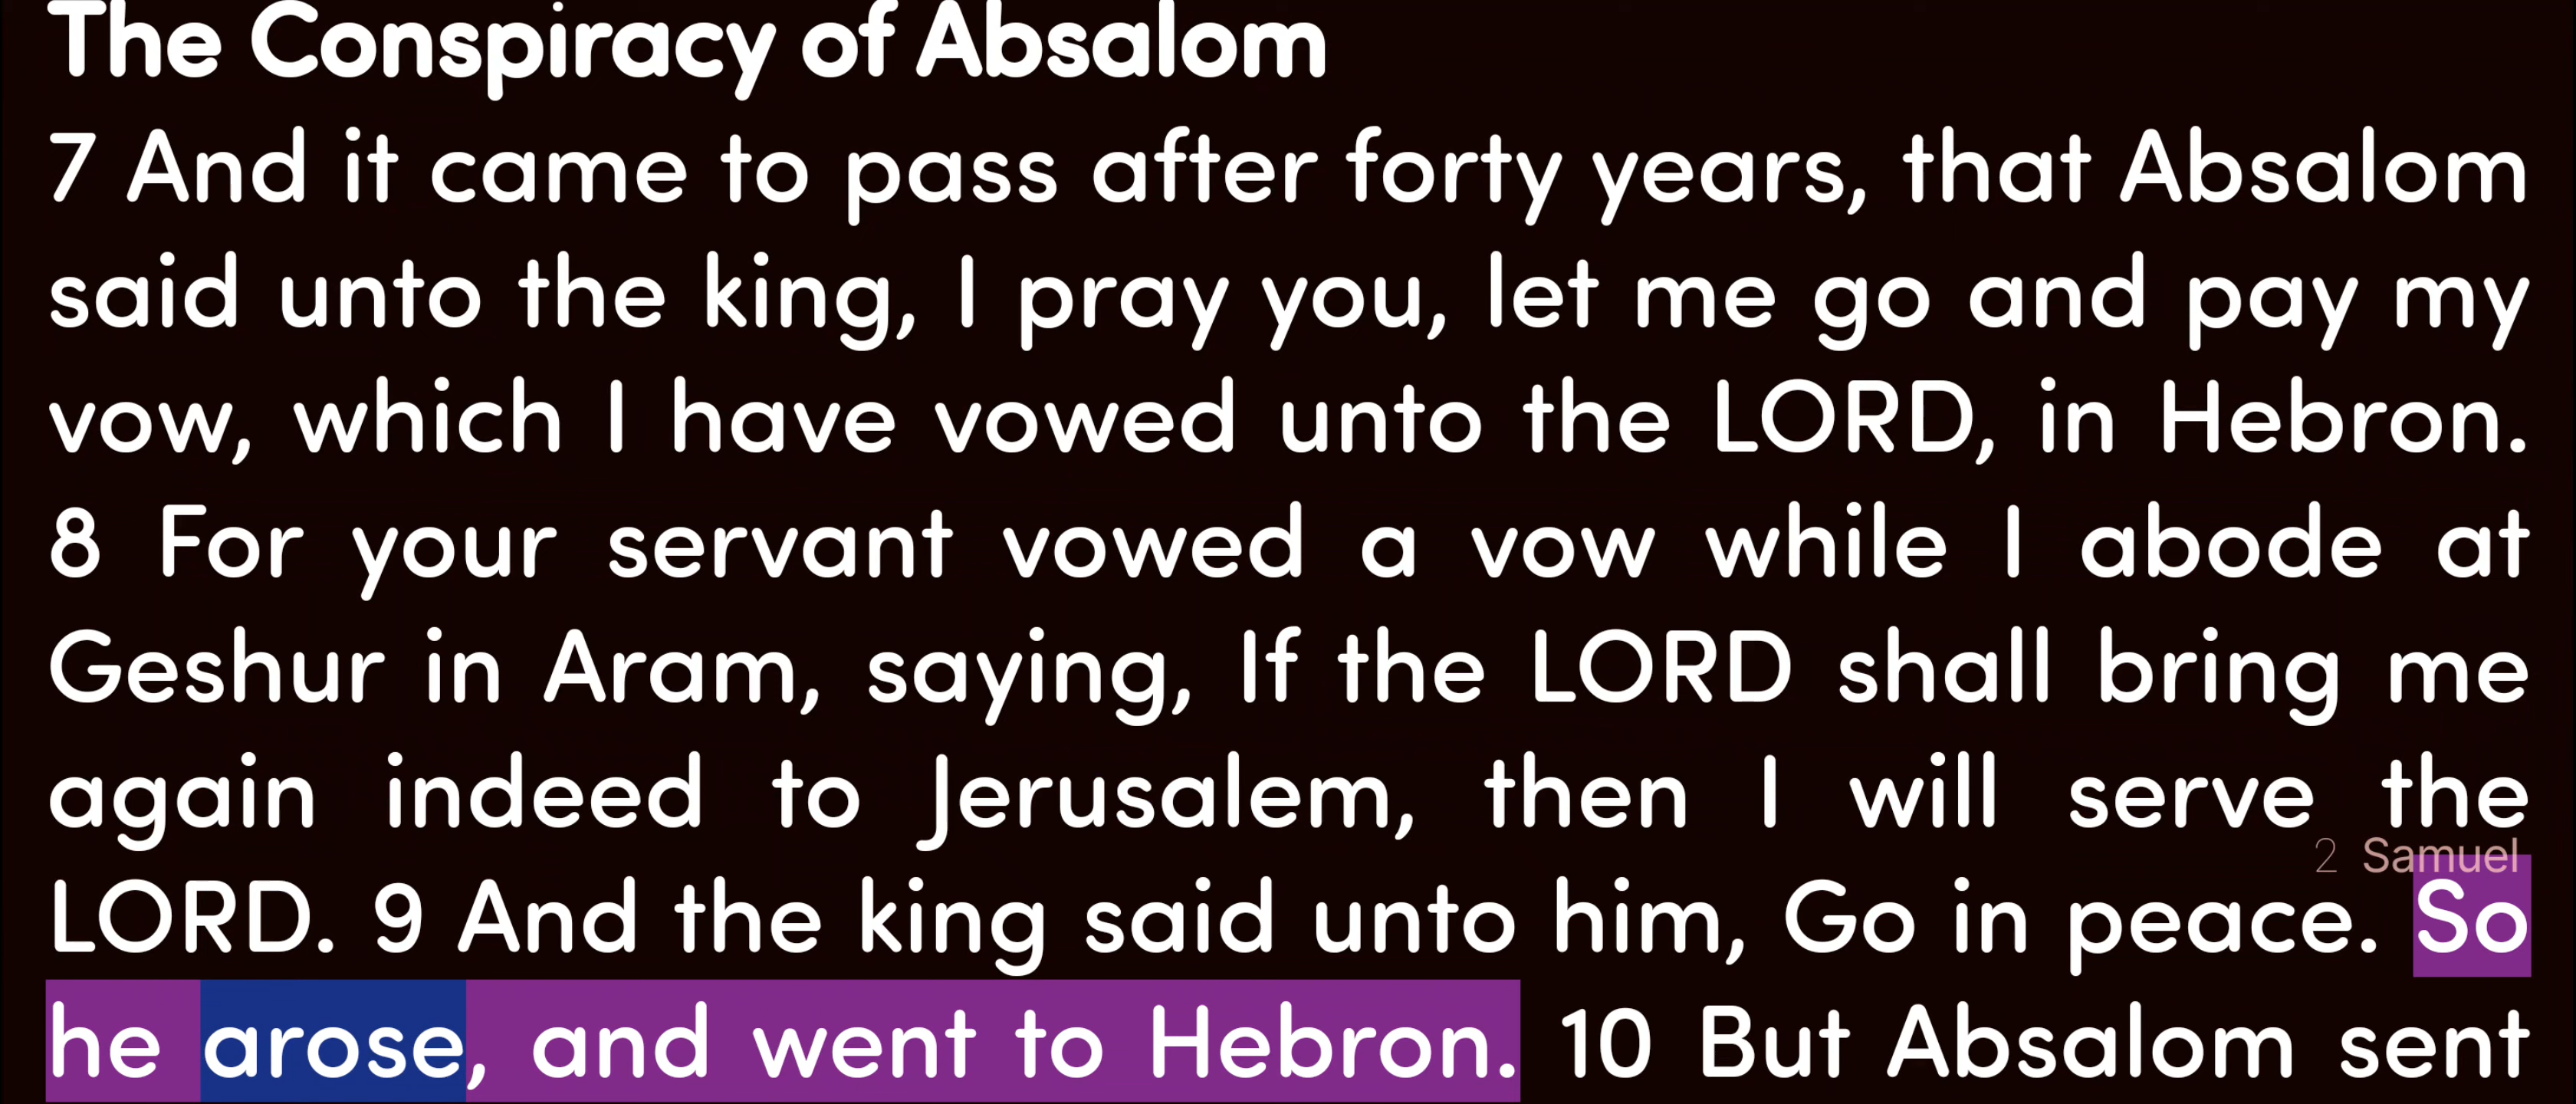 The Conspiracy of Absalom
7 And it came to pass after forty years, that Absalom
said unto the king, I pray you, let me go and pay my
vow, which I have vowed unto the LORD, in Hebron.
8 For your servant vowed a vow while I abode at
Geshur in Aram, saying, If the LORD shall bring me
again indeed to Jerusalem, then I will serve the
2 Samuel
LORD. 9 And the king said unto him, Go in peace. So
he arose, and went to Hebron. 10 But Absalom sent